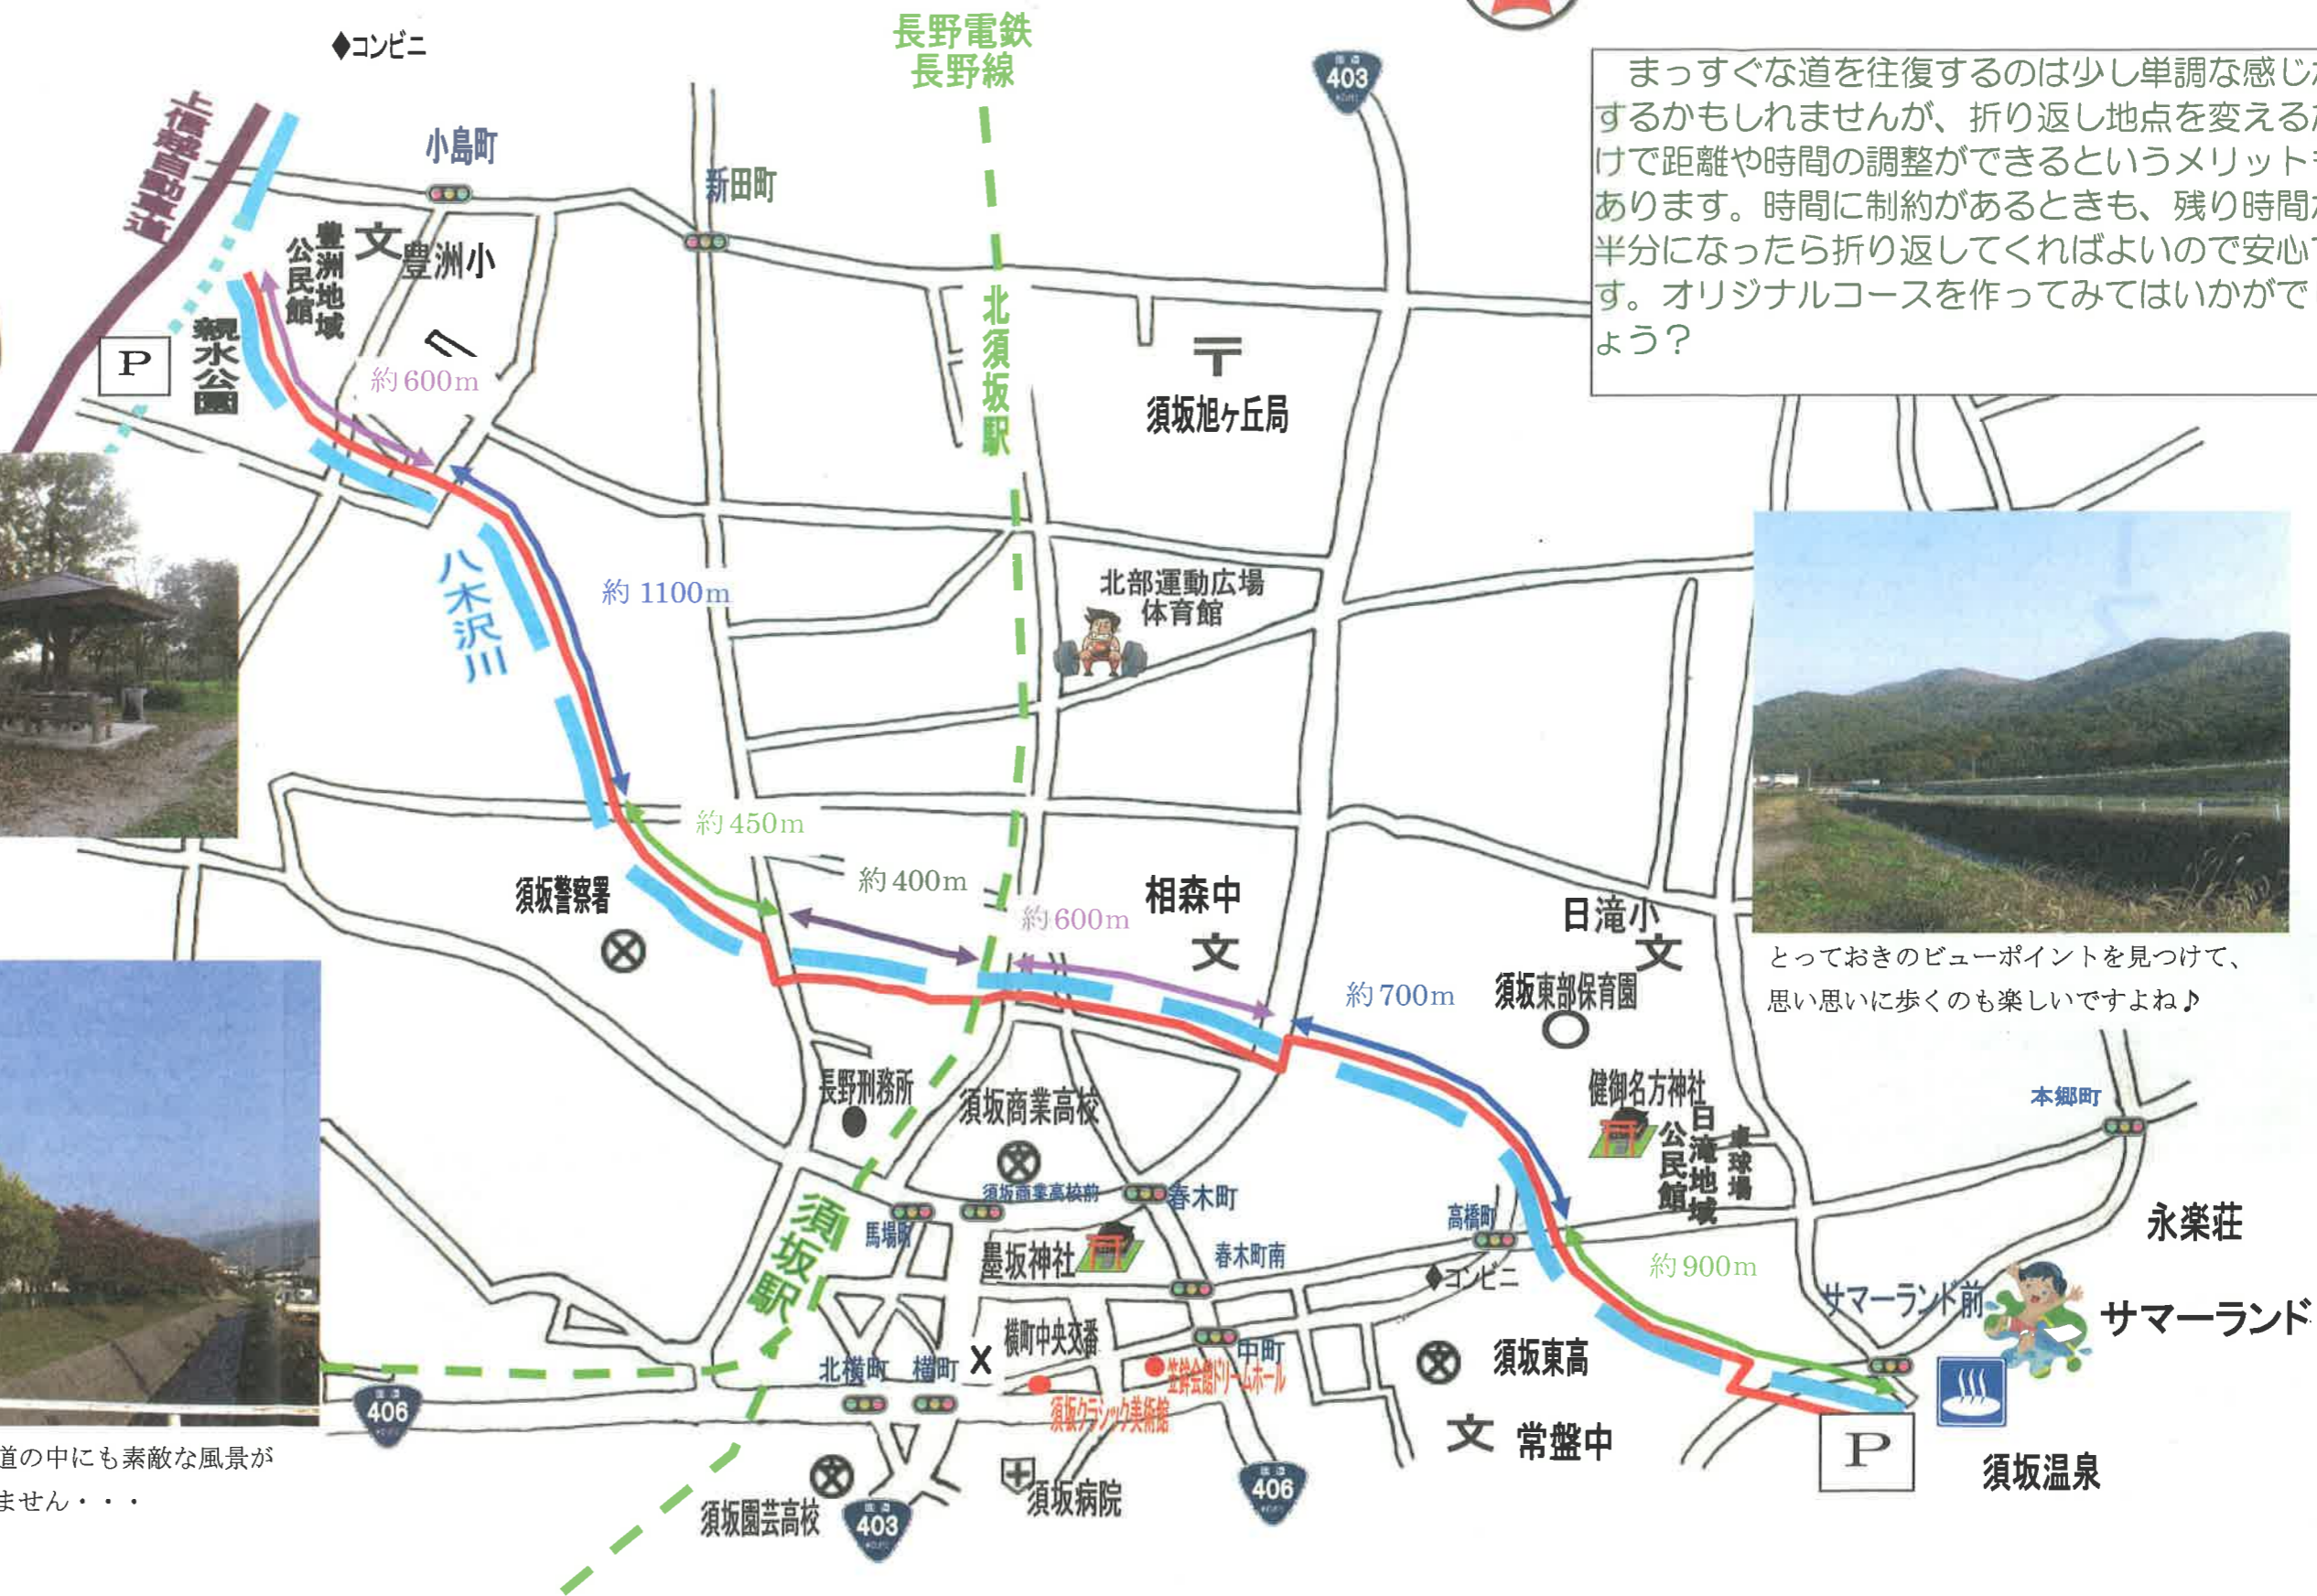 ◆コンビニ
長野電鉄
長野線
国道
403
まっすぐな道を往復するのは少し単調な感じ
するかもしれませんが、折り返し地点を変える
けで距離や時間の調整ができるというメリット
あります。時間に制約があるときも、残り時間
半分になったら折り返してくればよいので安心
す。オリジナルコースを作ってみてはいかがで
ょう？
上信越自動車道
小島町
新田町
豊洲地域
公民館
文
豊洲小
P
親水公園
約600m
北須坂駅
〒
須坂旭ヶ丘局
八木沢川
約1100m
北部運動広場
体育館
約450m
約400m
約600m
須坂警察署
相森中
文
日滝小
文
約700m
須坂東部保育園
とっておきのビューポイントを見つけて、
思い思いに歩くのも楽しいですよね♪
長野刑務所
須坂商業高校
健御名方神社
日滝地域
公民館
卓球場
本郷町
須坂商業高校前
春木町
馬場町
須坂駅
墨坂神社
春木町南
高橋町
◆コンビニ
約900m
永楽荘
サマーランド前
サマーランド
横町中央交番
X
中町
北横町
横町
笠鉾会館ドリームホール
須坂クラシック美術館
須坂東高
文
常盤中
国道
406
道の中にも素敵な風景が
ません・・・
須坂園芸高校
国道
403
須坂病院
国道
406
P
須坂温泉